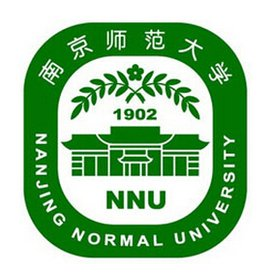 南京师范大学
1902
NNU
NANJING NORMAL UNIVERSITY